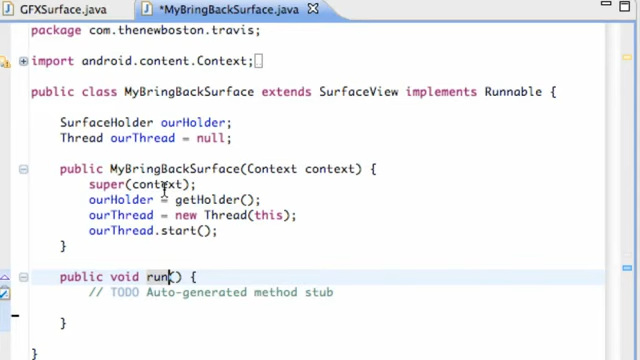 GFXSurface.java
*MyBringBackSurface.java
package com.thenewboston.travis;
import android.content.Context;
public class MyBringBackSurface extends SurfaceView implements Runnable {
SurfaceHolder ourHolder;
Thread ourThread = null;
public MyBringBackSurface(Context context) {
super(context);
ourHolder = getHolder();
ourThread = new Thread(this);
ourThread.start();
}
public void run() {
// TODO Auto-generated method stub
}
}